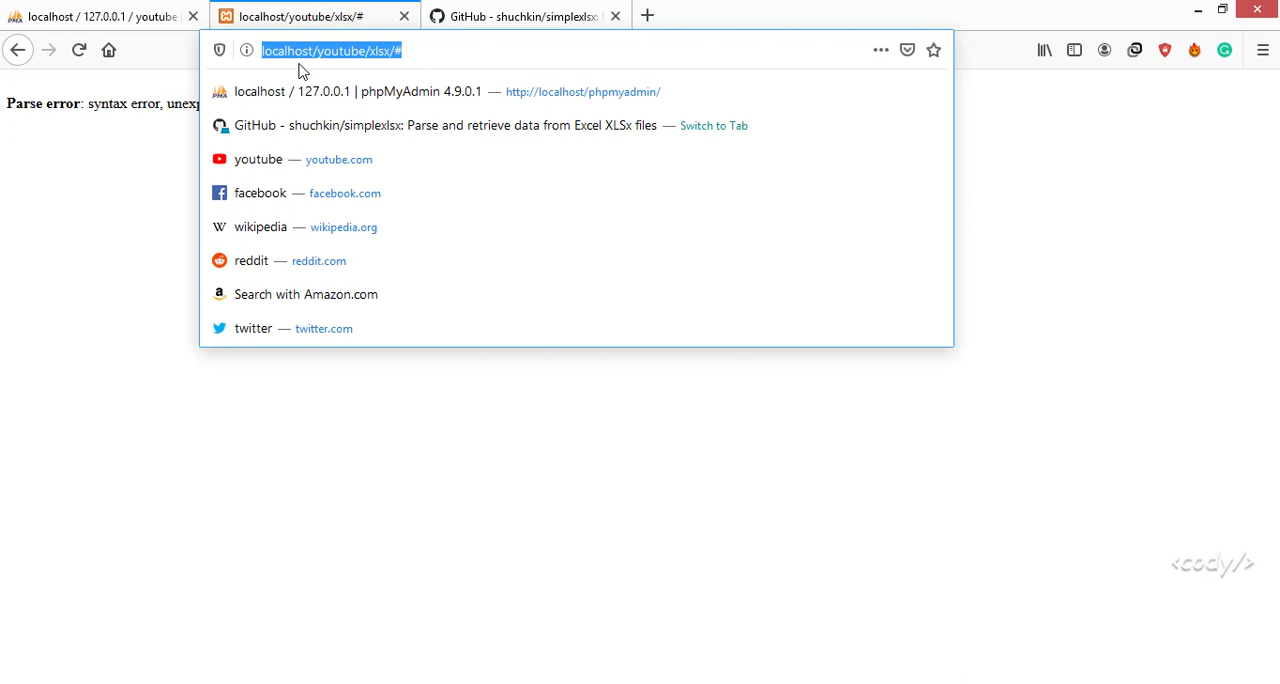 localhost / 127.0.0.1 / youtube
localhost/youtube/xlsx/#
GitHub - shuchkin/simplexlsx:
localhost/youtube/xlsx/#
Parse error: syntax error,
localhost / 127.0.0.1 | phpMyAdmin 4.9.0.1 — http://localhost/phpmyadmin/
GitHub - shuchkin/simplexlsx: Parse and retrieve data from Excel XLSx files — Switch to Tab
youtube — youtube.com
facebook — facebook.com
wikipedia — wikipedia.org
reddit — reddit.com
Search with Amazon.com
twitter — twitter.com
<cody/>